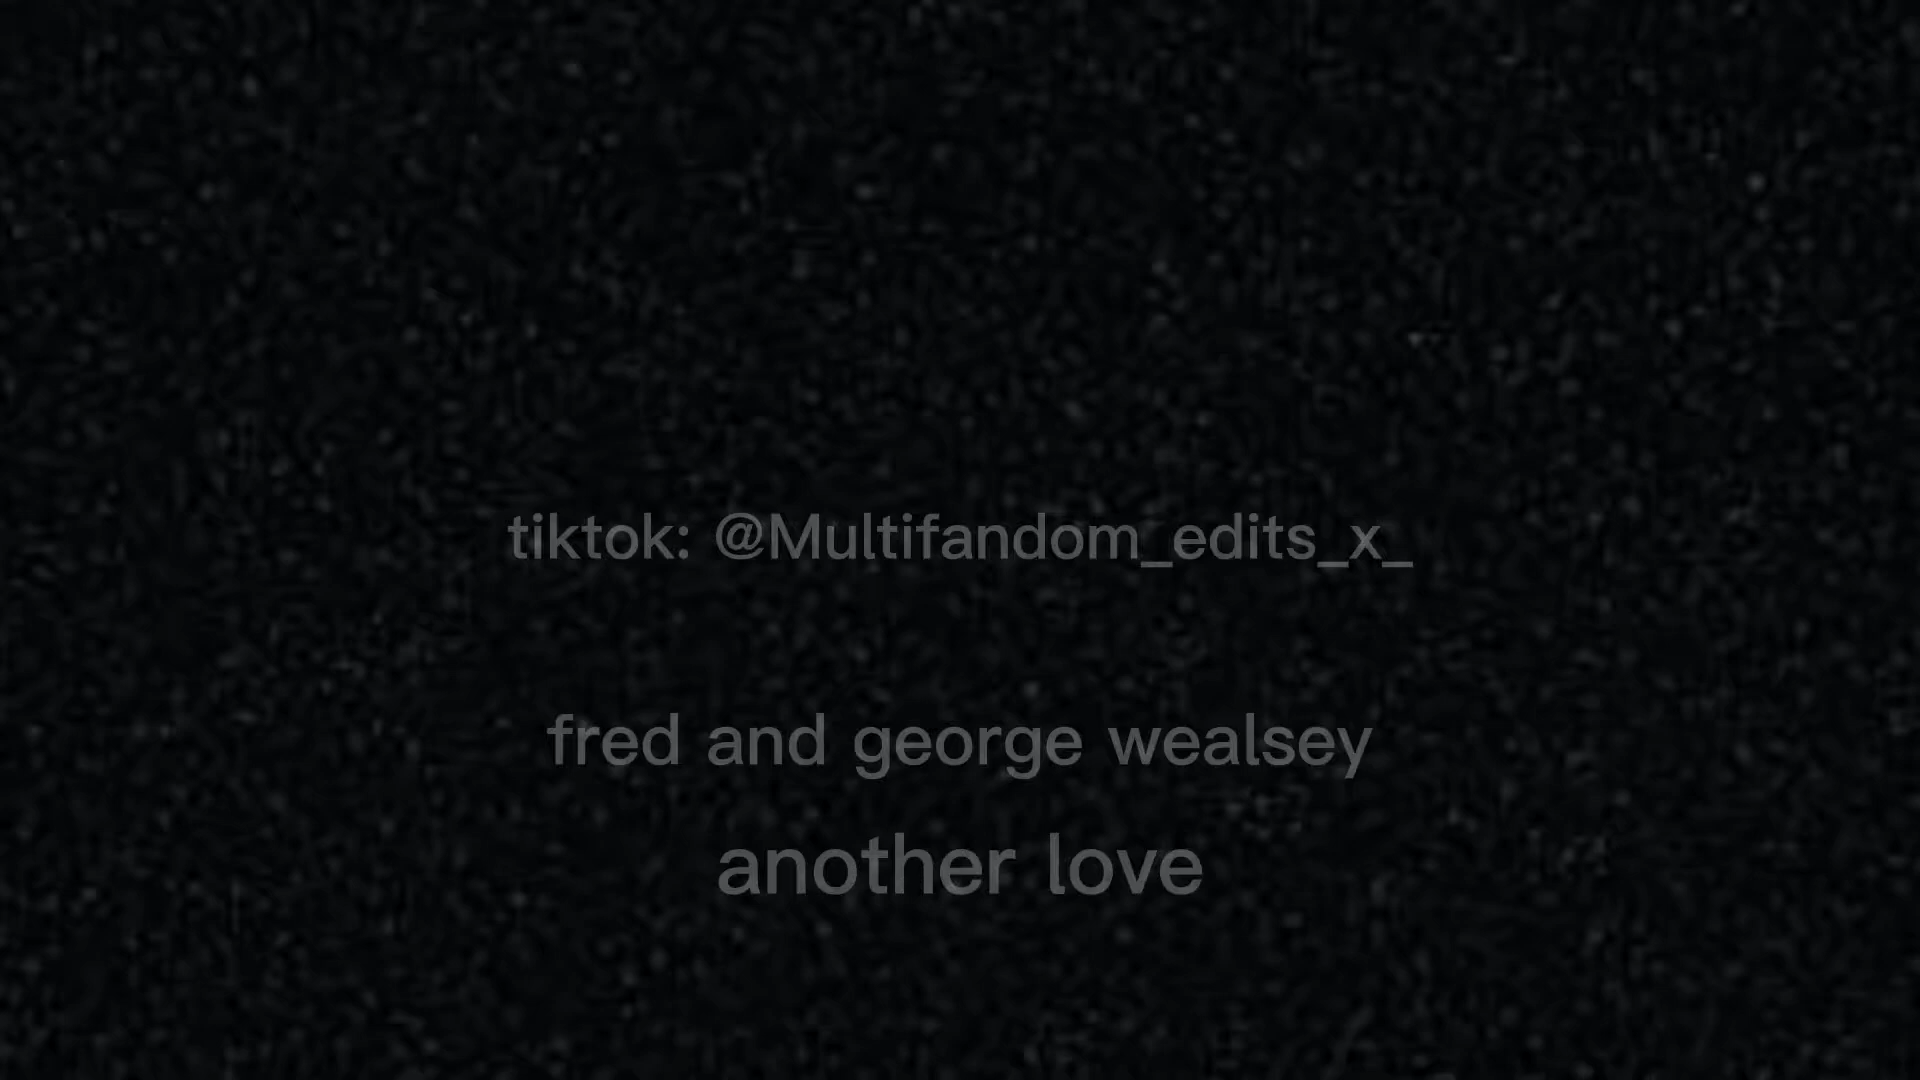 tiktok: @Multifandom_edits_x_
fred and george wealsey
another love